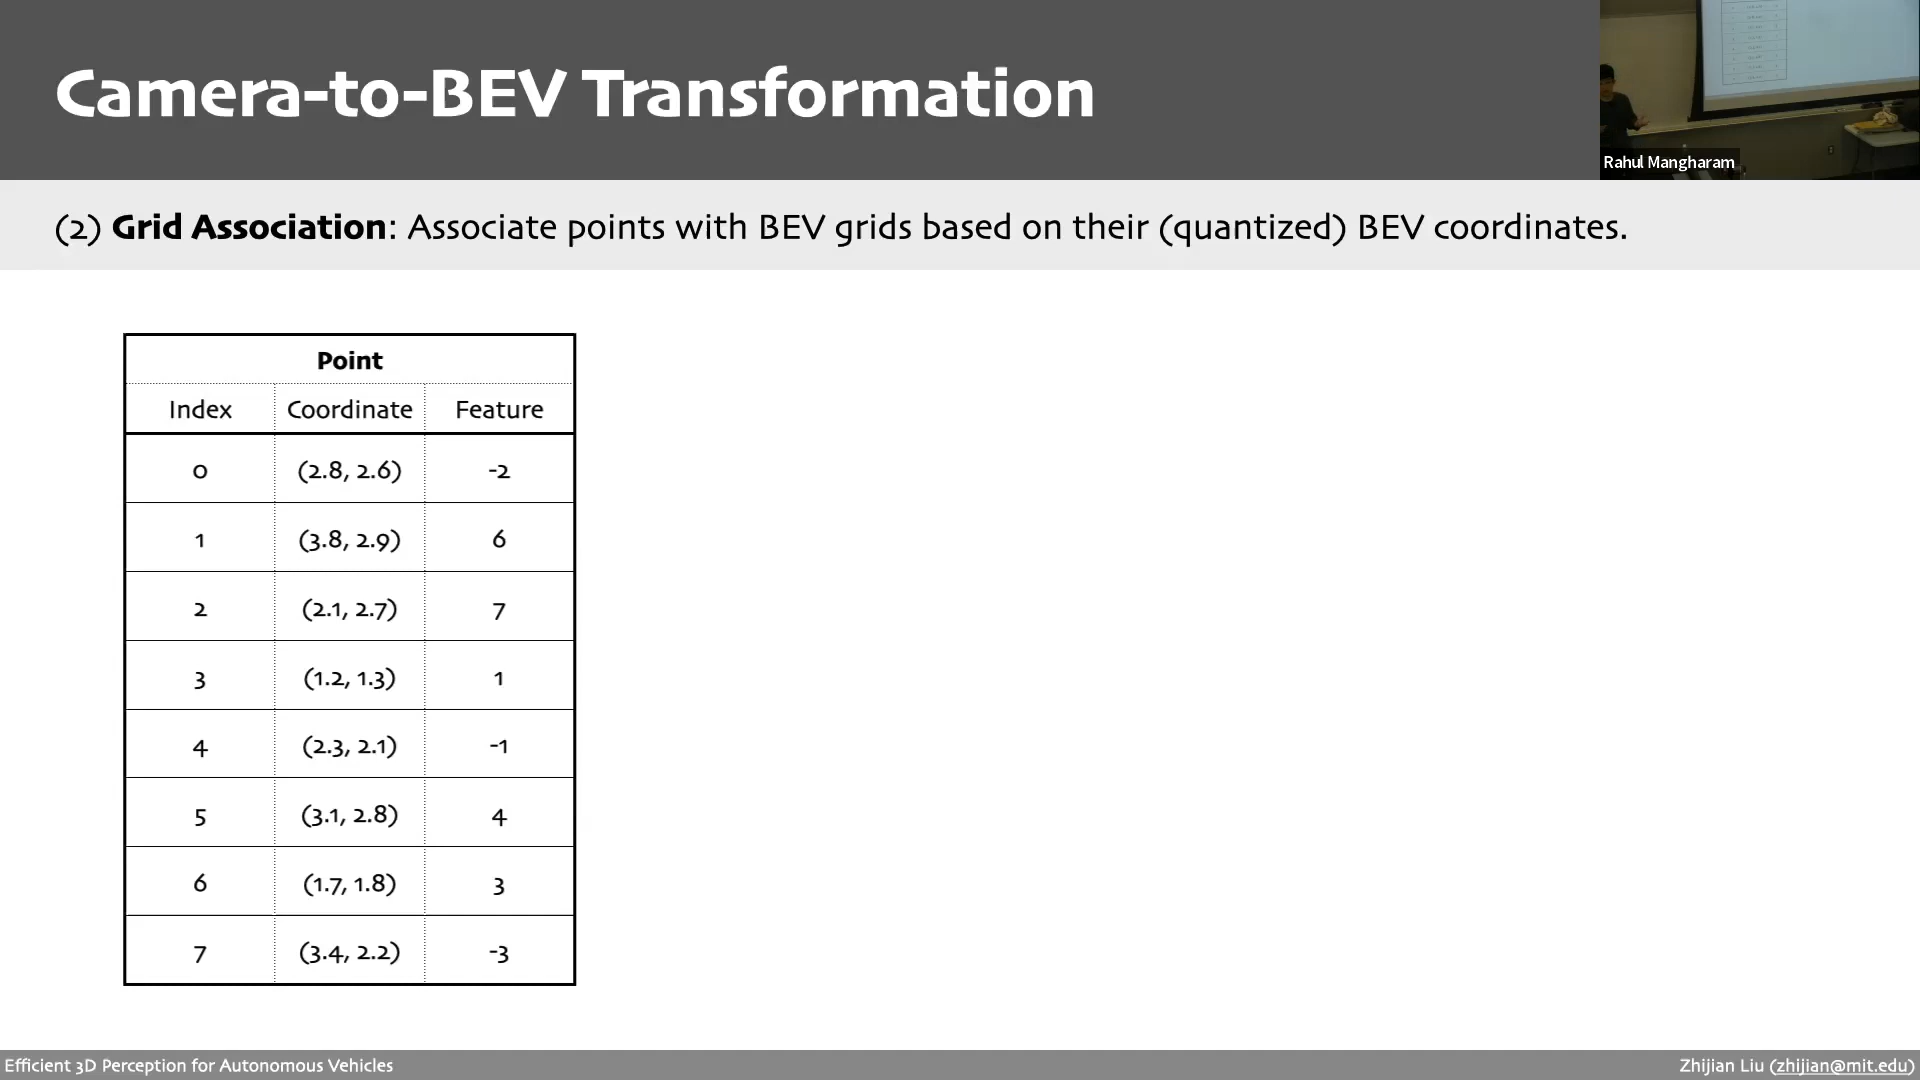 Camera-to-BEV Transformation
Rahul Mangharam
(2) Grid Association: Associate points with BEV grids based on their (quantized) BEV coordinates.
Point
Index Coordinate Feature
0 (2.8, 2.6) -2
1 (3.8, 2.9) 6
2 (2.1, 2.7) 7
3 (1.2, 1.3) 1
4 (2.3, 2.1) -1
5 (3.1, 2.8) 4
6 (1.7, 1.8) 3
7 (3.4, 2.2) -3
Efficient 3D Perception for Autonomous Vehicles
Zhijian Liu (zhijian@mit.edu)